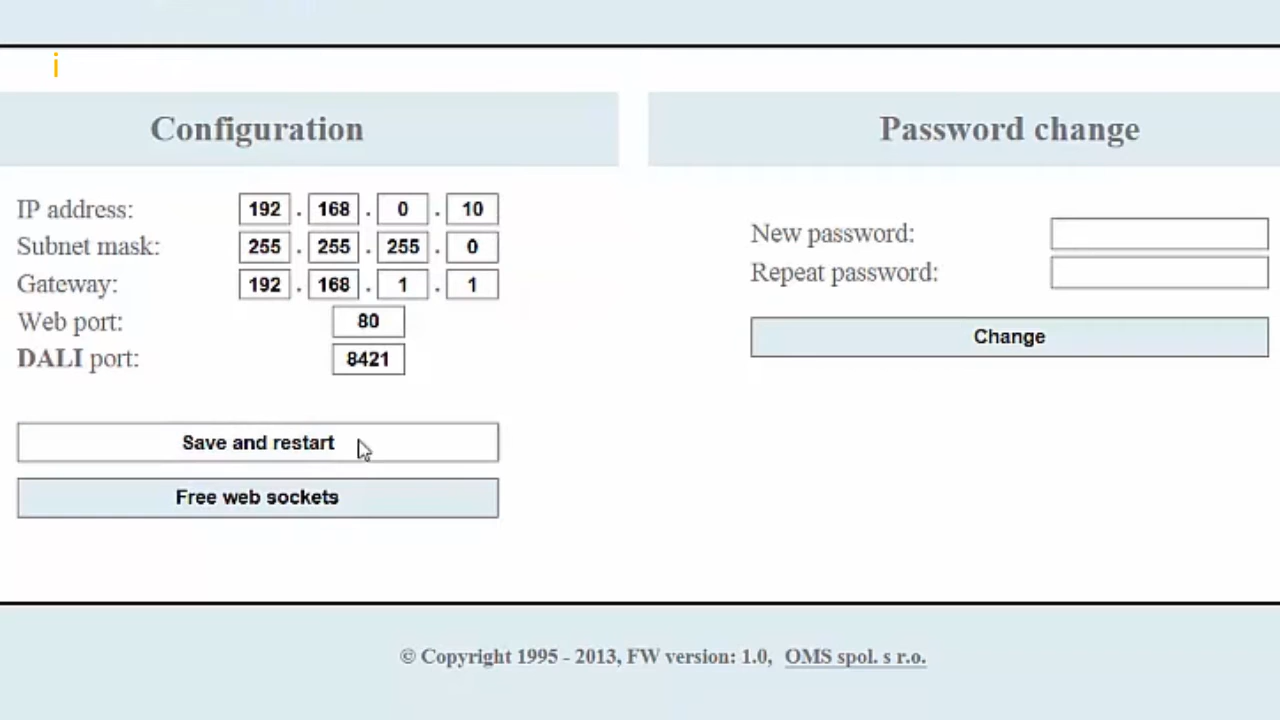 i
Configuration
IP address: 192 . 168 . 0 . 10
Subnet mask: 255 . 255 . 255 . 0
Gateway: 192 . 168 . 1 . 1
Web port: 80
DALI port: 8421
Save and restart
Free web sockets
Password change
New password:
Repeat password:
Change
© Copyright 1995 - 2013, FW version: 1.0, OMS spol. s r.o.